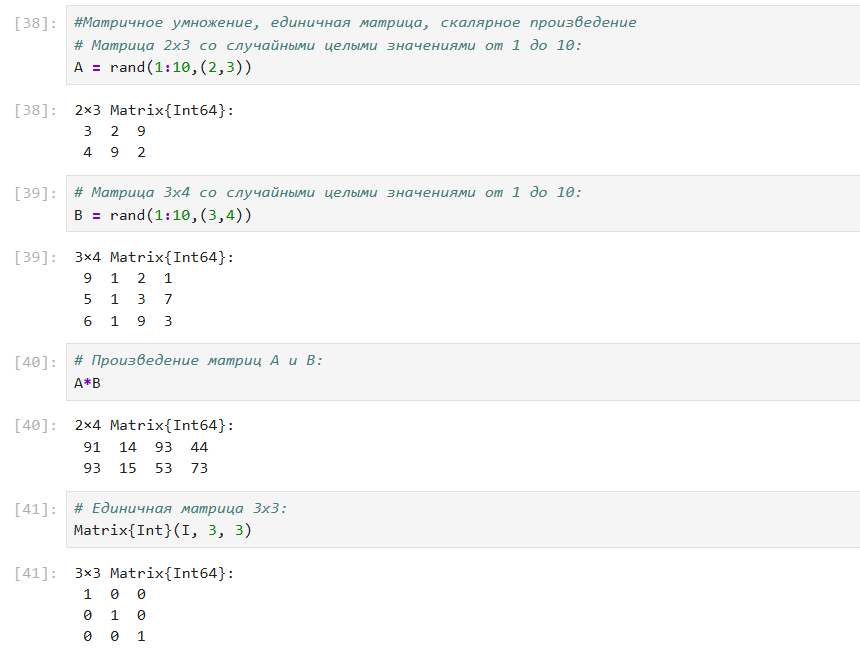 [38]: #Матричное умножение, единичная матрица, скалярное произведение
# Матрица 2x3 со случайными целыми значениями от 1 до 10:
A = rand(1:10,(2,3))
[38]: 2×3 Matrix{Int64}:
3 2 9
4 9 2
[39]: # Матрица 3x4 со случайными целыми значениями от 1 до 10:
B = rand(1:10,(3,4))
[39]: 3×4 Matrix{Int64}:
9 1 2 1
5 1 3 7
6 1 9 3
[40]: # Произведение матриц A и B:
A*B
[40]: 2×4 Matrix{Int64}:
91 14 93 44
93 15 53 73
[41]: # Единичная матрица 3x3:
Matrix{Int}(I, 3, 3)
[41]: 3×3 Matrix{Int64}:
1 0 0
0 1 0
0 0 1